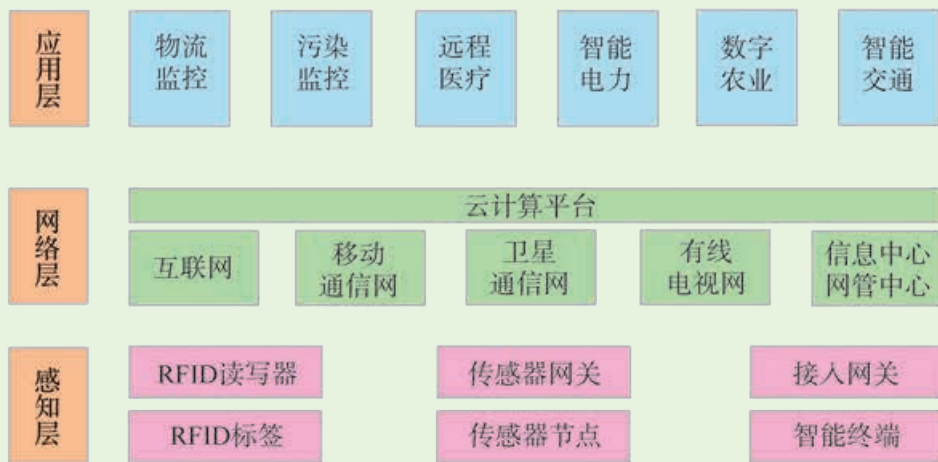 应用层
物流
监控
污染
监控
远程
医疗
智能
电力
数字
农业
智能
交通
网络层
云计算平台
互联网
移动
通信网
卫星
通信网
有线
电视网
信息中心
网管中心
感知层
RFID读写器
传感器网关
接入网关
RFID标签
传感器节点
智能终端